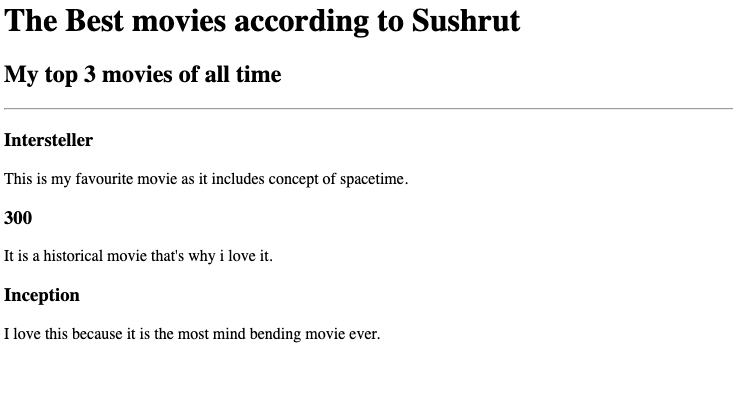 The Best movies according to Sushrut
My top 3 movies of all time
Intersteller
This is my favourite movie as it includes concept of spacetime.
300
It is a historical movie that's why i love it.
Inception
I love this because it is the most mind bending movie ever.